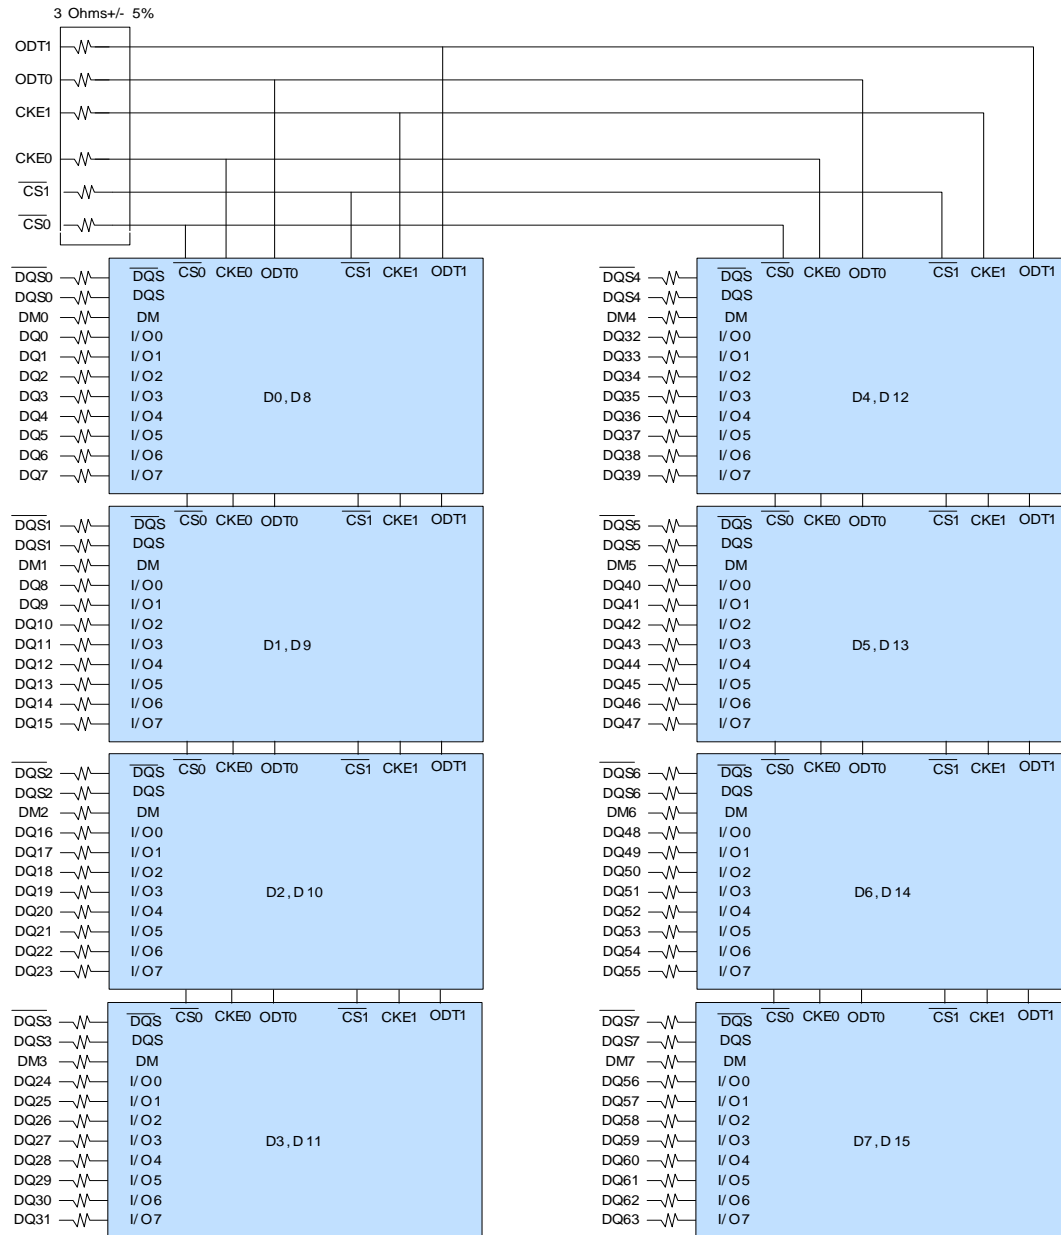 3 Ohms+/- 5%
ODT1
ODT0
CKE1
CKE0
CS1
CS0
DQS0 DQS CS0 CKE0 ODT0 CS1 CKE1 ODT1
DQS0 DQS
DM0 DM
DQ0 I/O0
DQ1 I/O1
DQ2 I/O2
DQ3 I/O3
DQ4 I/O4
DQ5 I/O5
DQ6 I/O6
DQ7 I/O7
D0, D8
DQS4 DQS CS0 CKE0 ODT0 CS1 CKE1 ODT1
DQS4 DQS
DM4 DM
DQ32 I/O0
DQ33 I/O1
DQ34 I/O2
DQ35 I/O3
DQ36 I/O4
DQ37 I/O5
DQ38 I/O6
DQ39 I/O7
D4, D12
DQS1 DQS CS0 CKE0 ODT0 CS1 CKE1 ODT1
DQS1 DQS
DM1 DM
DQ8 I/O0
DQ9 I/O1
DQ10 I/O2
DQ11 I/O3
DQ12 I/O4
DQ13 I/O5
DQ14 I/O6
DQ15 I/O7
D1, D9
DQS5 DQS CS0 CKE0 ODT0 CS1 CKE1 ODT1
DQS5 DQS
DM5 DM
DQ40 I/O0
DQ41 I/O1
DQ42 I/O2
DQ43 I/O3
DQ44 I/O4
DQ45 I/O5
DQ46 I/O6
DQ47 I/O7
D5, D13
DQS2 DQS CS0 CKE0 ODT0 CS1 CKE1 ODT1
DQS2 DQS
DM2 DM
DQ16 I/O0
DQ17 I/O1
DQ18 I/O2
DQ19 I/O3
DQ20 I/O4
DQ21 I/O5
DQ22 I/O6
DQ23 I/O7
D2, D10
DQS6 DQS CS0 CKE0 ODT0 CS1 CKE1 ODT1
DQS6 DQS
DM6 DM
DQ48 I/O0
DQ49 I/O1
DQ50 I/O2
DQ51 I/O3
DQ52 I/O4
DQ53 I/O5
DQ54 I/O6
DQ55 I/O7
D6, D14
DQS3 DQS CS0 CKE0 ODT0 CS1 CKE1 ODT1
DQS3 DQS
DM3 DM
DQ24 I/O0
DQ25 I/O1
DQ26 I/O2
DQ27 I/O3
DQ28 I/O4
DQ29 I/O5
DQ30 I/O6
DQ31 I/O7
D3, D11
DQS7 DQS CS0 CKE0 ODT0 CS1 CKE1 ODT1
DQS7 DQS
DM7 DM
DQ56 I/O0
DQ57 I/O1
DQ58 I/O2
DQ59 I/O3
DQ60 I/O4
DQ61 I/O5
DQ62 I/O6
DQ63 I/O7
D7, D15